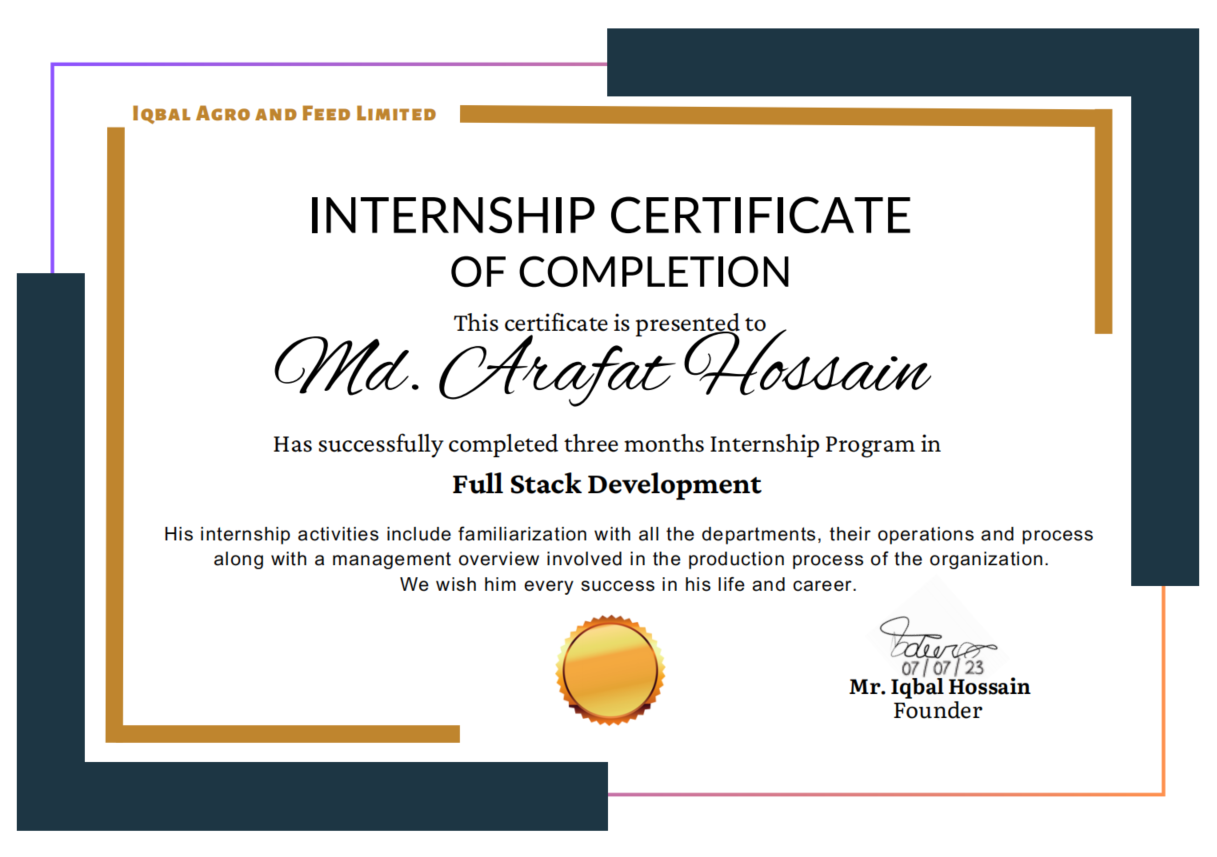 Iqbal Agro and Feed Limited
INTERNSHIP CERTIFICATE
OF COMPLETION
This certificate is presented to
Md. Arafat Hossain
Has successfully completed three months Internship Program in
Full Stack Development
His internship activities include familiarization with all the departments, their operations and process
along with a management overview involved in the production process of the organization.
We wish him every success in his life and career.
07/07/23
Mr. Iqbal Hossain
Founder